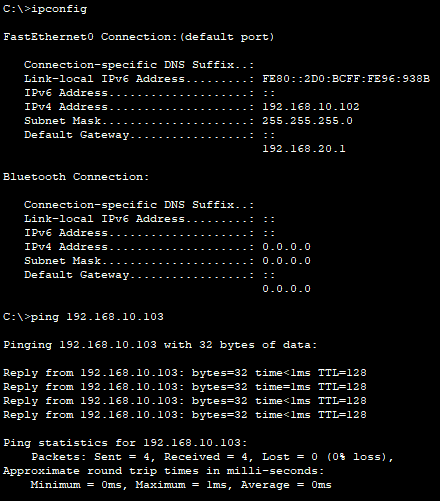 C:\>ipconfig
FastEthernet0 Connection:(default port)
Connection-specific DNS Suffix..:
Link-local IPv6 Address.........: FE80::2D0:BCFF:FE96:938B
IPv6 Address....................: ::
IPv4 Address....................: 192.168.10.102
Subnet Mask.....................: 255.255.255.0
Default Gateway.................: ::
192.168.20.1
Bluetooth Connection:
Connection-specific DNS Suffix..:
Link-local IPv6 Address.........: ::
IPv6 Address....................: ::
IPv4 Address....................: 0.0.0.0
Subnet Mask.....................: 0.0.0.0
Default Gateway.................: ::
0.0.0.0
C:\>ping 192.168.10.103
Pinging 192.168.10.103 with 32 bytes of data:
Reply from 192.168.10.103: bytes=32 time<1ms TTL=128
Reply from 192.168.10.103: bytes=32 time=1ms TTL=128
Reply from 192.168.10.103: bytes=32 time<1ms TTL=128
Reply from 192.168.10.103: bytes=32 time<1ms TTL=128
Ping statistics for 192.168.10.103:
Packets: Sent = 4, Received = 4, Lost = 0 (0% loss),
Approximate round trip times in milli-seconds:
Minimum = 0ms, Maximum = 1ms, Average = 0ms